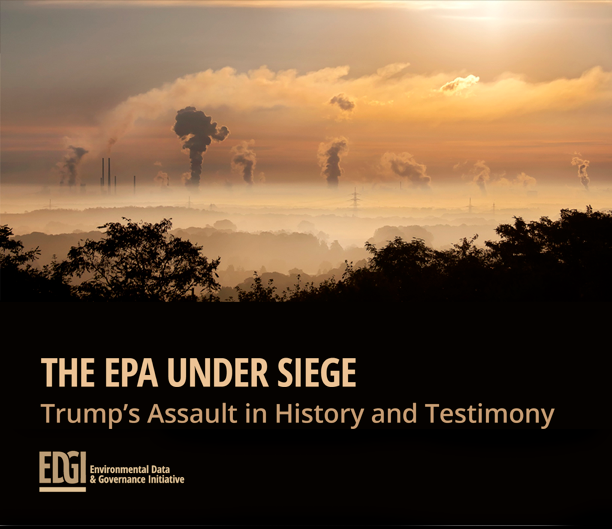 THE EPA UNDER SIEGE
Trump's Assault in History and Testimony
EDGI
Environmental Data
& Governance Initiative